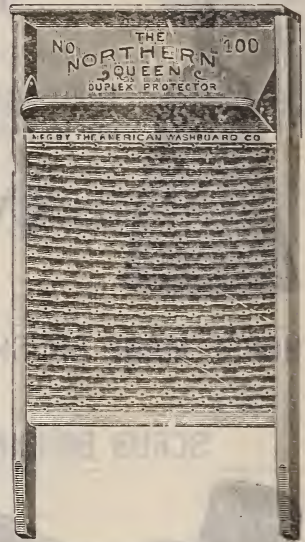 THE
No 100
NORTHERN
QUEEN
DUPLEX PROTECTOR
MFG BY THE AMERICAN WASHBOARD CO